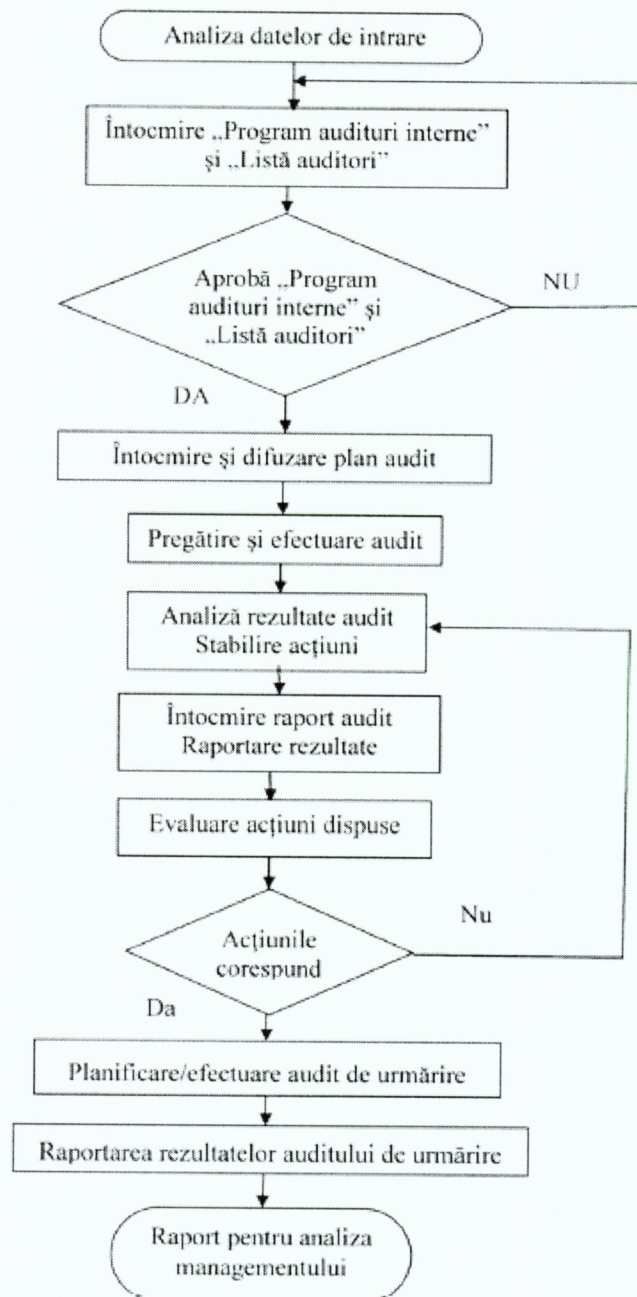 Analiza datelor de intrare
Întocmire „Program audituri interne”
şi „Listă auditori”
Aprobă „Program
audituri interne” şi
„Listă auditori”
NU
DA
Întocmire şi difuzare plan audit
Pregătire şi efectuare audit
Analiză rezultate audit
Stabilire acţiuni
Întocmire raport audit
Raportare rezultate
Evaluare acţiuni dispuse
Nu
Acţiunile
corespund
Da
Planificare/efectuare audit de urmărire
Raportarea rezultatelor auditului de urmărire
Raport pentru analiza
managementului